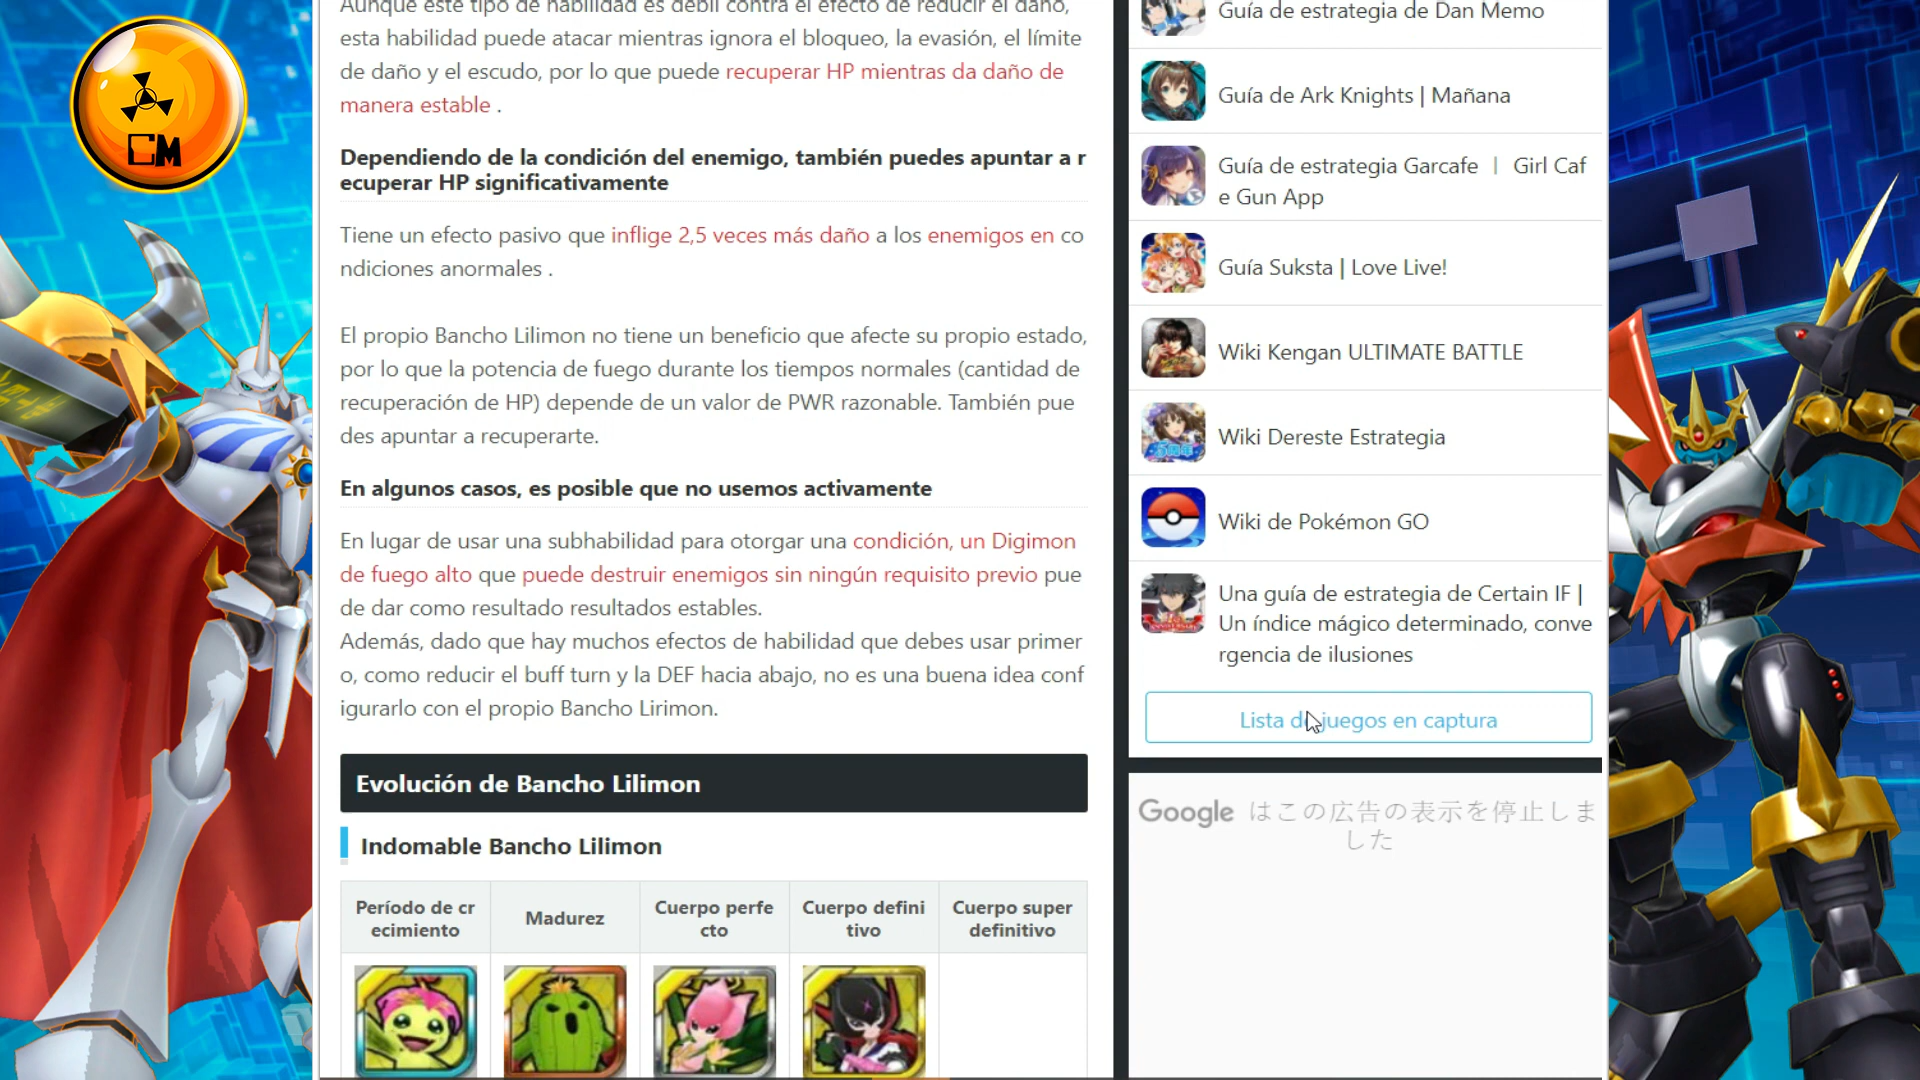 CM
Aunque este tipo de habilidad es débil contra el efecto de reducir el daño,
esta habilidad puede atacar mientras ignora el bloqueo, la evasión, el límite
de daño y el escudo, por lo que puede recuperar HP mientras da daño de
manera estable .
Dependiendo de la condición del enemigo, también puedes apuntar a r
ecuperar HP significativamente
Tiene un efecto pasivo que inflige 2,5 veces más daño a los enemigos en co
ndiciones anormales .
El propio Bancho Lilimon no tiene un beneficio que afecte su propio estado,
por lo que la potencia de fuego durante los tiempos normales (cantidad de
recuperación de HP) depende de un valor de PWR razonable. También pue
des apuntar a recuperarte.
En algunos casos, es posible que no usemos activamente
En lugar de usar una subhabilidad para otorgar una condición, un Digimon
de fuego alto que puede destruir enemigos sin ningún requisito previo pue
de dar como resultado resultados estables.
Además, dado que hay muchos efectos de habilidad que debes usar primer
o, como reducir el buff turn y la DEF hacia abajo, no es una buena idea conf
igurarlo con el propio Bancho Lirimon.
Evolución de Bancho Lilimon
Indomable Bancho Lilimon
Período de cr
ecimiento
Madurez
Cuerpo perfe
cto
Cuerpo defini
tivo
Cuerpo super
definitivo
Guía de estrategia de Dan Memo
Guía de Ark Knights | Mañana
Guía de estrategia Garcafe ｜ Girl Caf
e Gun App
Guía Suksta | Love Live!
Wiki Kengan ULTIMATE BATTLE
Wiki Dereste Estrategia
Wiki de Pokémon GO
Una guía de estrategia de Certain IF |
Un índice mágico determinado, conve
rgencia de ilusiones
Lista de juegos en captura
Google はこの広告の表示を停止しま
した